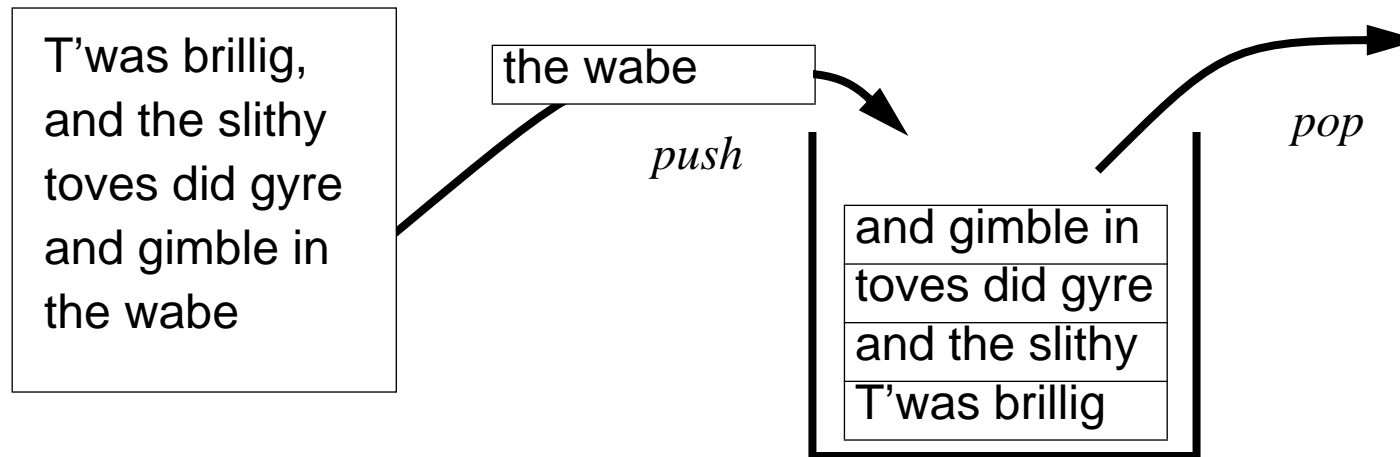 T’was brillig,
and the slithy
toves did gyre
and gimble in
the wabe
the wabe
push
pop
and gimble in
toves did gyre
and the slithy
T’was brillig